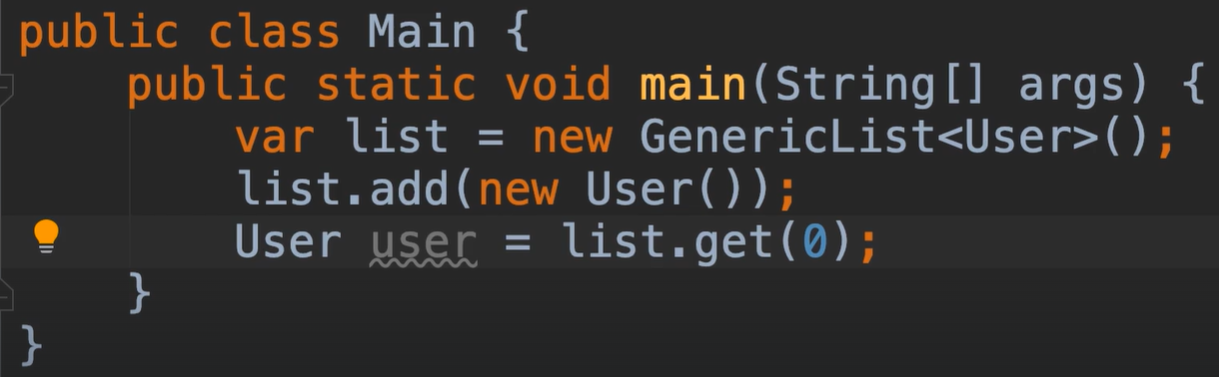 public class Main {
    public static void main(String[] args) {
        var list = new GenericList<User>();
        list.add(new User());
        User user = list.get(0);
    }
}